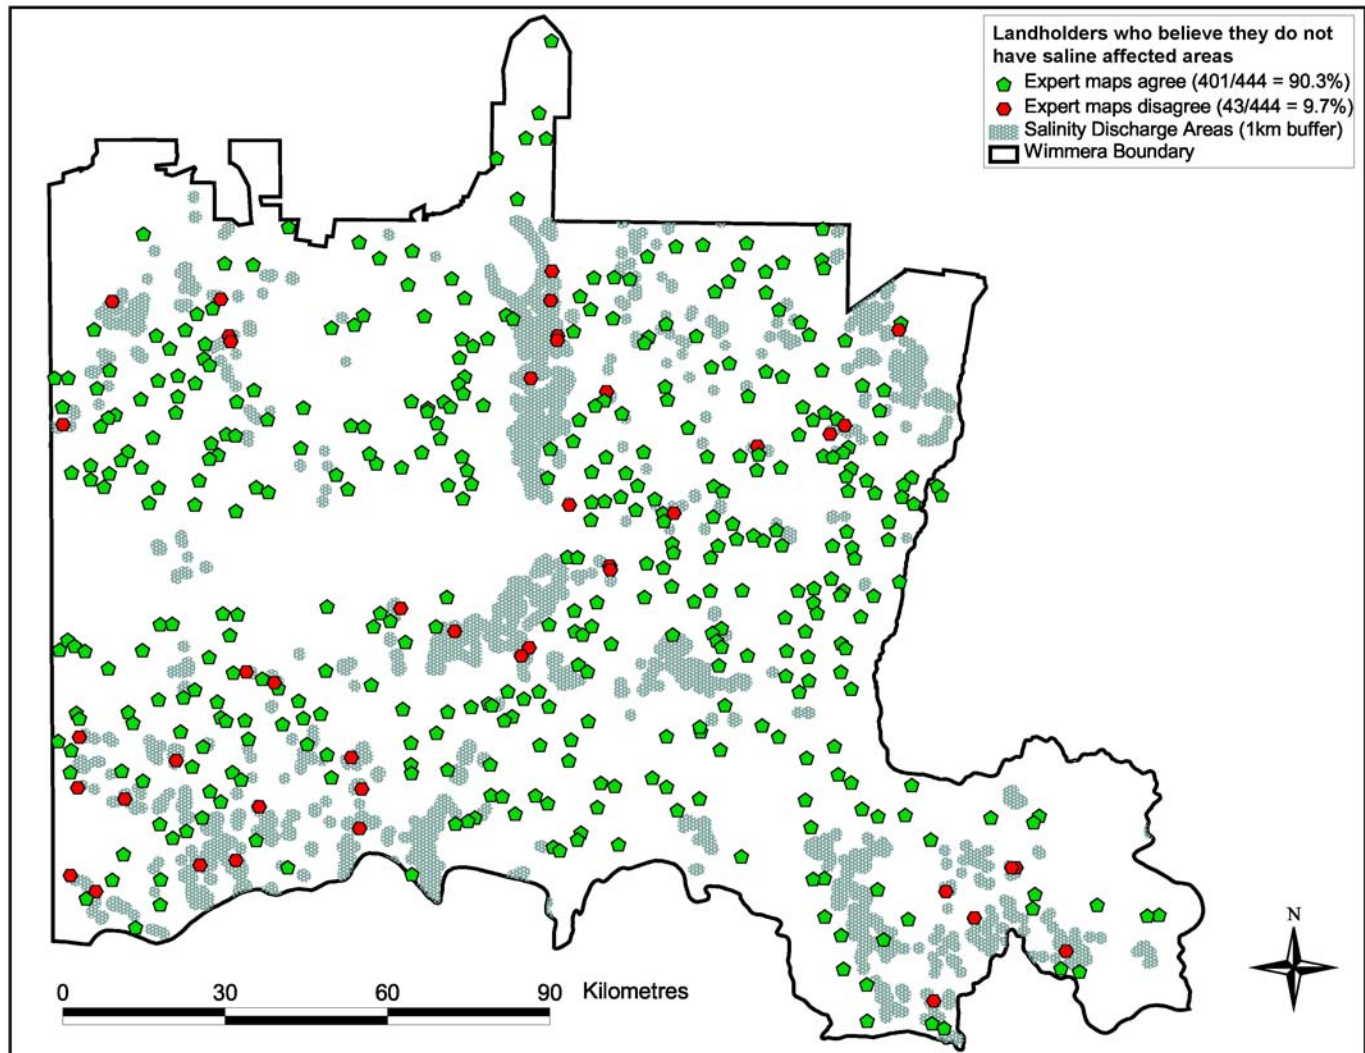 Landholders who believe they do not
have saline affected areas
Expert maps agree (401/444 = 90.3%)
Expert maps disagree (43/444 = 9.7%)
Salinity Discharge Areas (1km buffer)
Wimmera Boundary
N
0 30 60 90 Kilometres